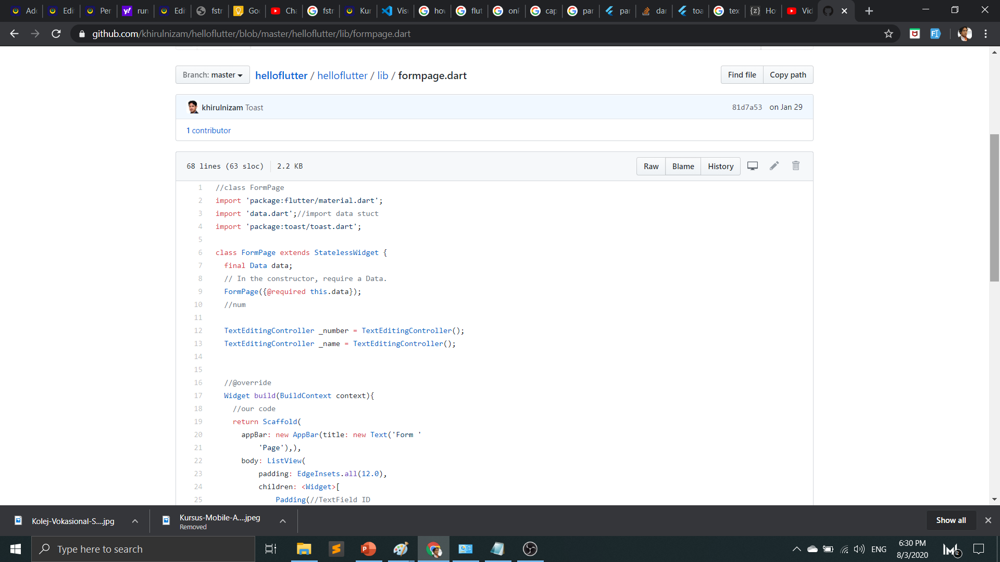 Ad Edi Per run Edi fstr Goo Cha fstr Kur Vis how flut onP cap par par dar toa tex Ho Vid
github.com/khirulnizam/helloflutter/blob/master/helloflutter/lib/formpage.dart
Branch: master helloflutter / helloflutter / lib / formpage.dart Find file Copy path
khirulnizam Toast 81d7a53 on Jan 29
1 contributor
68 lines (63 sloc) 2.2 KB Raw Blame History
1 //class FormPage
2 import 'package:flutter/material.dart';
3 import 'data.dart';//import data stuct
4 import 'package:toast/toast.dart';
5
6 class FormPage extends StatelessWidget {
7 final Data data;
8 // In the constructor, require a Data.
9 FormPage({@required this.data});
10 //num
11
12 TextEditingController _number = TextEditingController();
13 TextEditingController _name = TextEditingController();
14
15
16 //@override
17 Widget build(BuildContext context){
18 //our code
19 return Scaffold(
20 appBar: new AppBar(title: new Text('Form '
21 'Page'),),
22 body: ListView(
23 padding: EdgeInsets.all(12.0),
24 children: <Widget>[
25 Padding(//TextField ID
Kolej-Vokasional-S....jpg Kursus-Mobile-A....jpeg Show all
Removed
Type here to search ENG 6:30 PM
8/3/2020 2